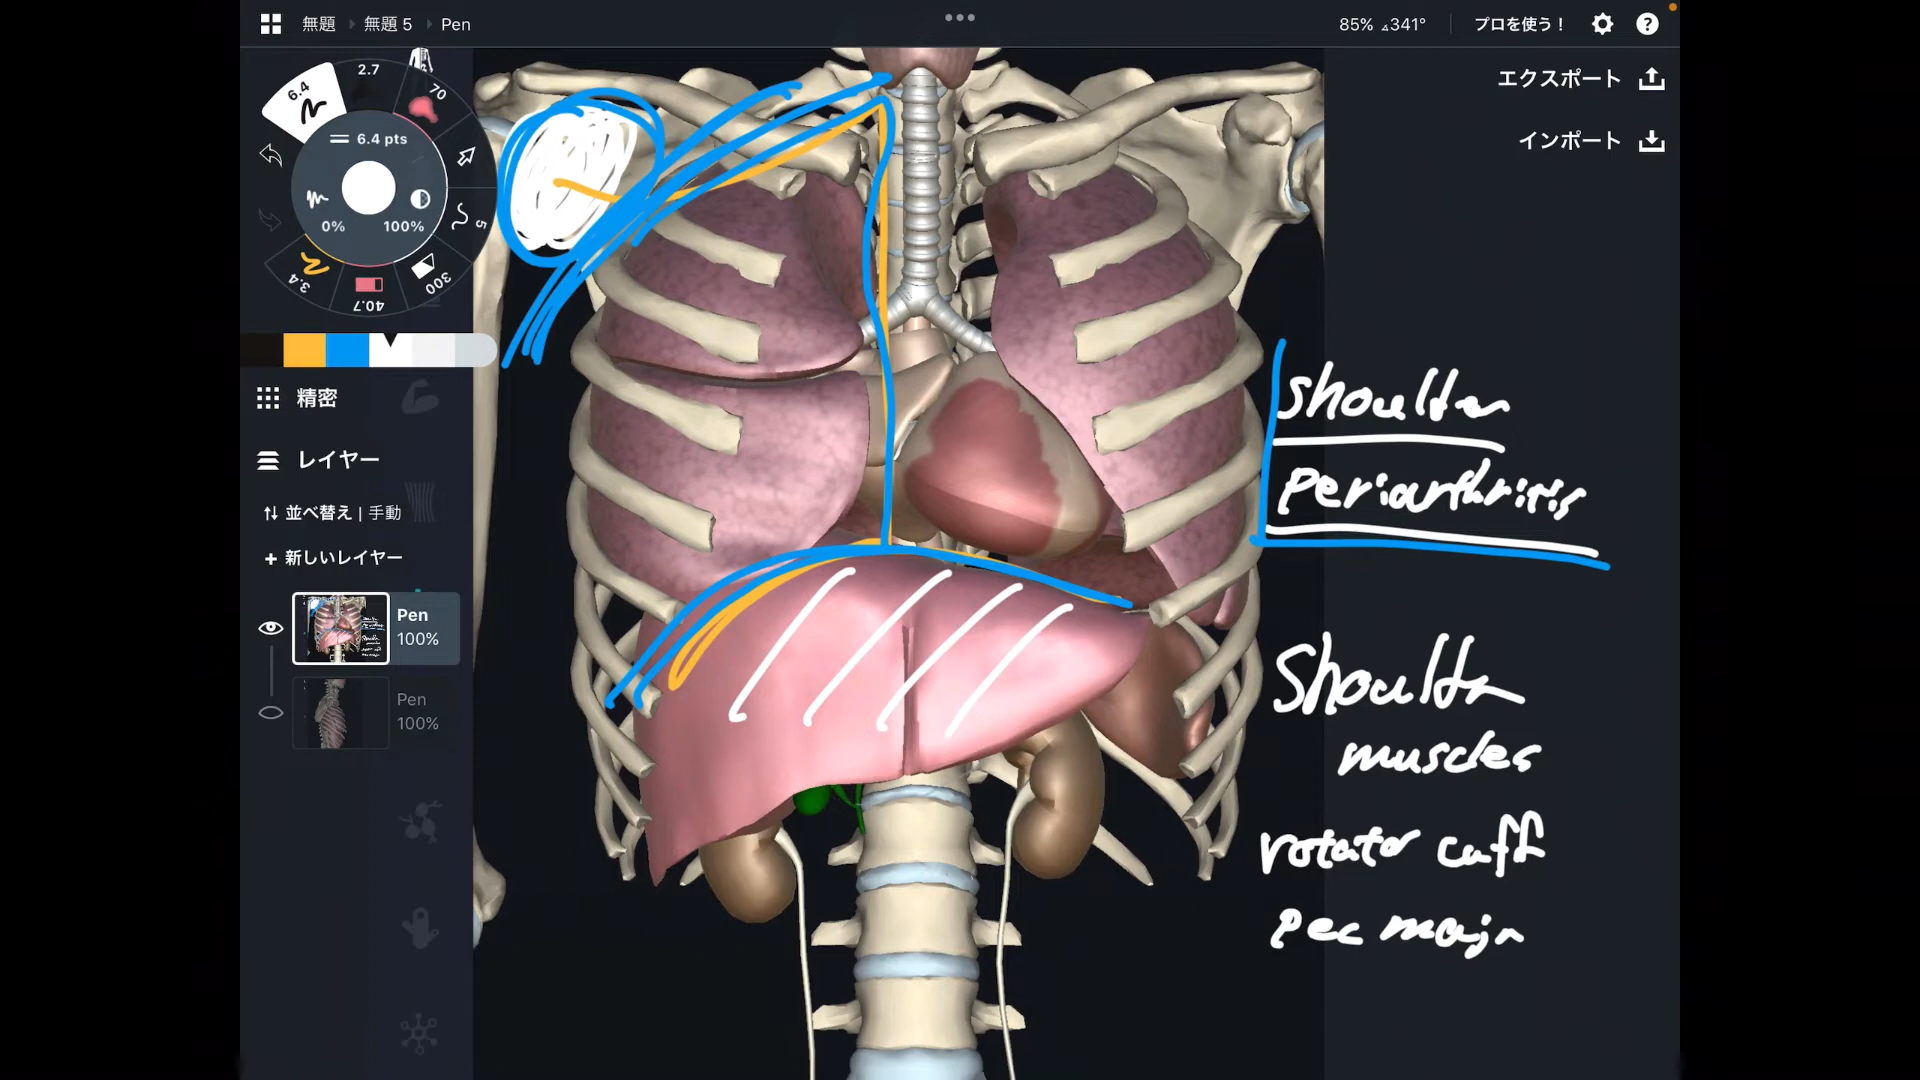 無題 無題 5 Pen
85% ⊿341° プロを使う！
エクスポート
インポート
2.7
6.4
70
6.4 pts
0% 100%
5
3.4
40.7
300
精密
レイヤー
並べ替え | 手動
+ 新しいレイヤー
Pen
100%
Pen
100%
shoulder
Periarthritis
Shoulder
muscles
rotator cuff
pec major